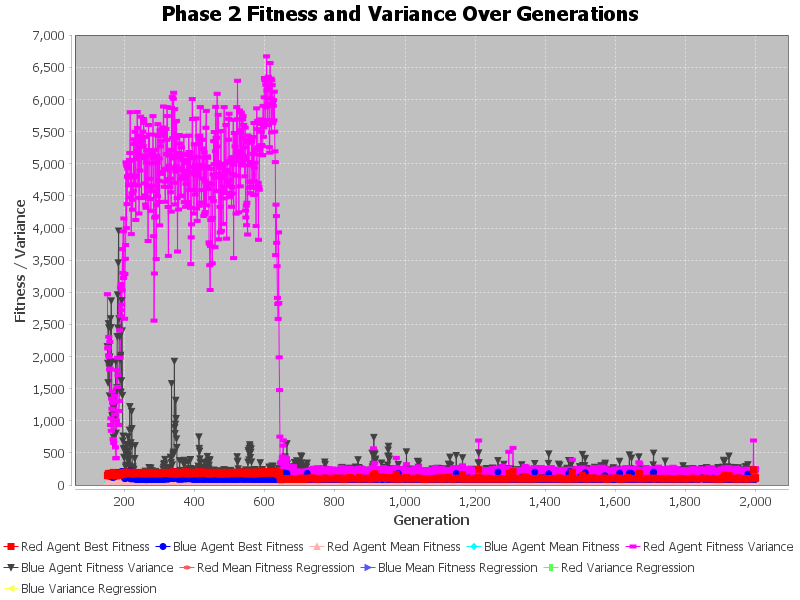 Phase 2 Fitness and Variance Over Generations
7,000
6,500
6,000
5,500
5,000
4,500
4,000
3,500
3,000
2,500
2,000
1,500
1,000
500
0
Fitness / Variance
200 400 600 800 1,000 1,200 1,400 1,600 1,800 2,000
Generation
Red Agent Best Fitness Blue Agent Best Fitness Red Agent Mean Fitness Blue Agent Mean Fitness Red Agent Fitness Variance
Blue Agent Fitness Variance Red Mean Fitness Regression Blue Mean Fitness Regression Red Variance Regression
Blue Variance Regression